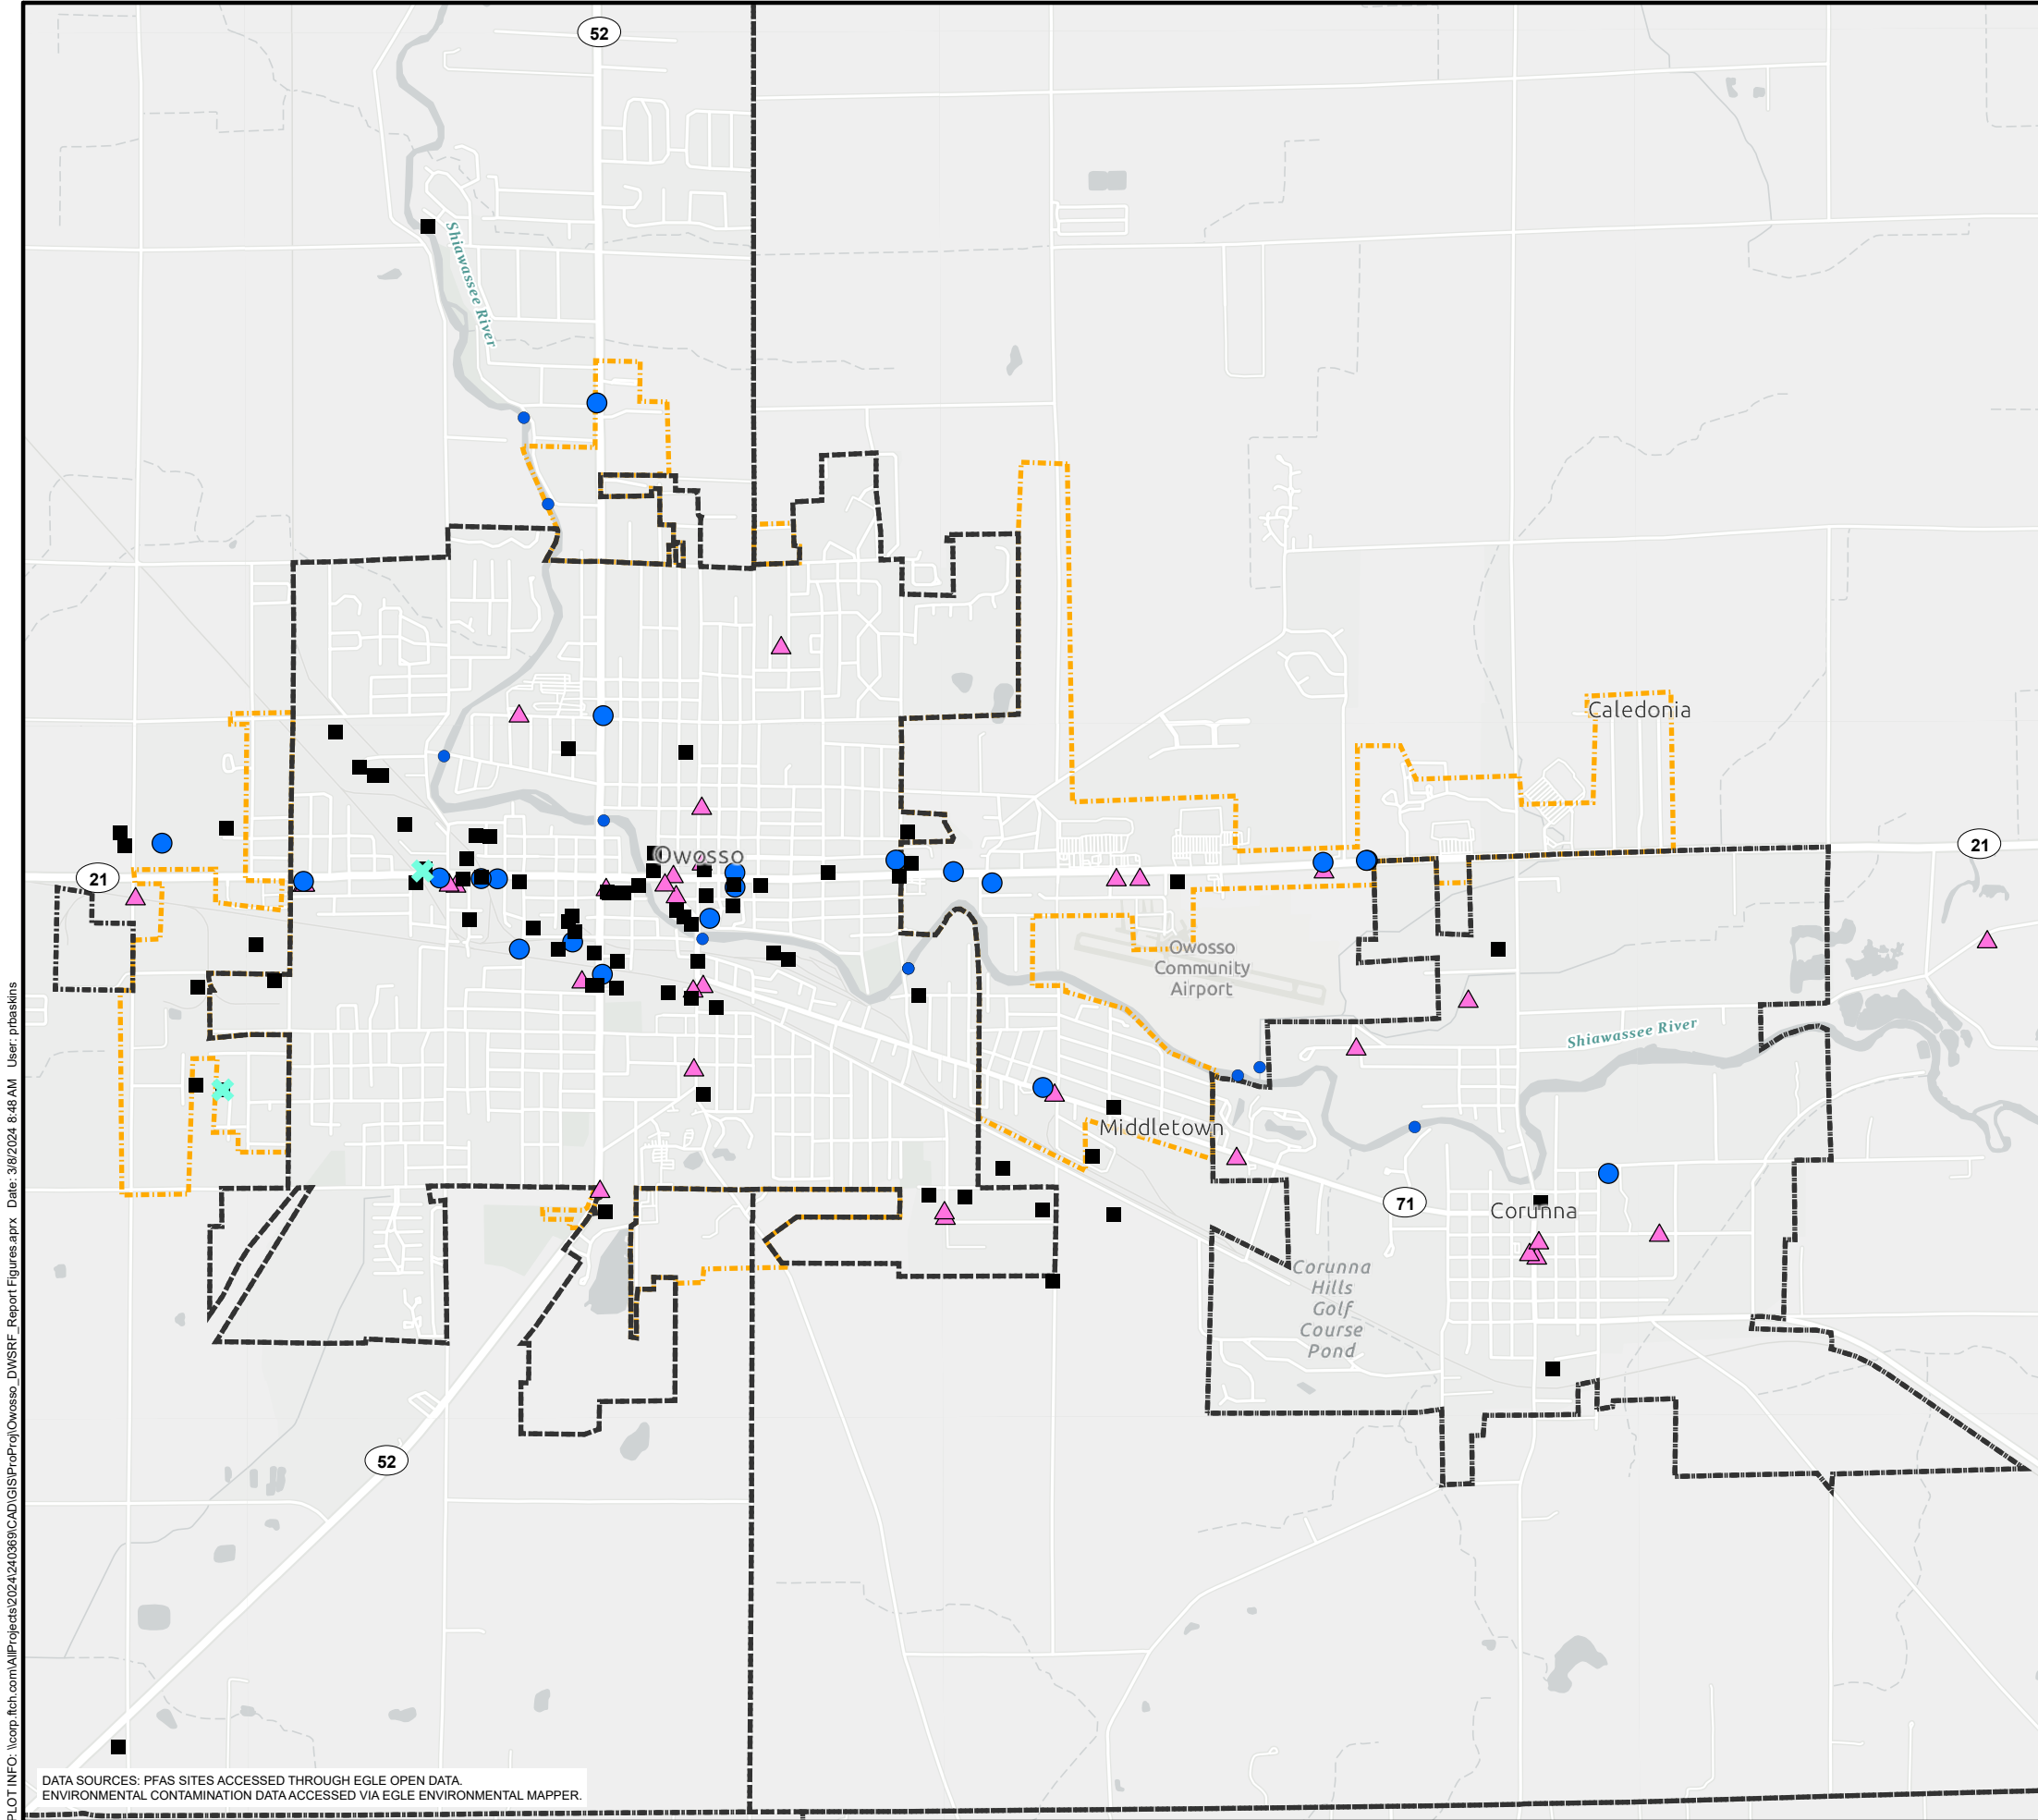 52
Shiawassee River
Caledonia
21
Owosso
21
Owosso
Community
Airport
Shiawassee River
Middletown
71
Corunna
Corunna
Hills
Golf
Course
Pond
52
DATA SOURCES: PFAS SITES ACCESSED THROUGH EGLE OPEN DATA.
ENVIRONMENTAL CONTAMINATION DATA ACCESSED VIA EGLE ENVIRONMENTAL MAPPER.
PLOT INFO: \\corp.ftch.com\AllProjects\2024\240369\CAD\GIS\ProProj\Owosso_DWSRF_Report Figures.aprx Date: 3/8/2024 8:48 AM User: prbaskins